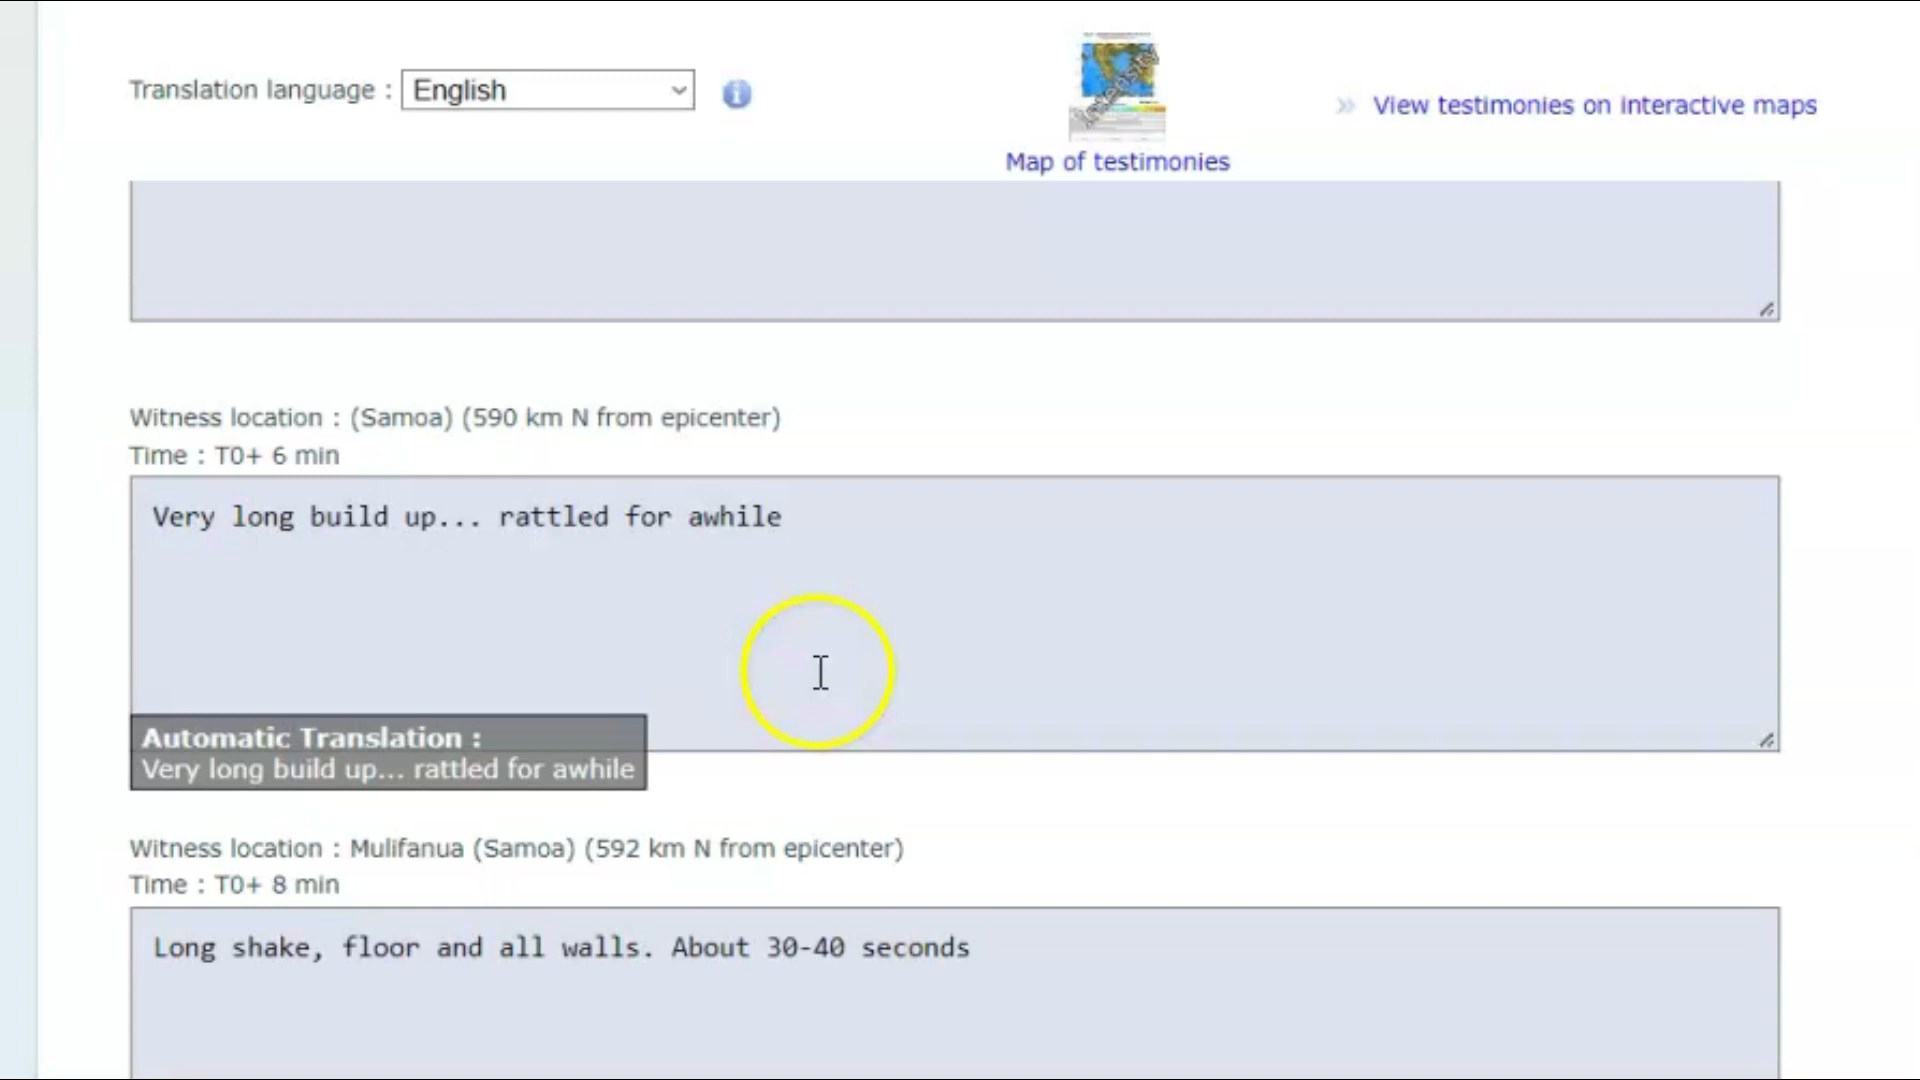 Translation language : English
Intensity
View testimonies on interactive maps
Map of testimonies
Witness location : (Samoa) (590 km N from epicenter)
Time : T0+ 6 min
Very long build up... rattled for awhile
Automatic Translation :
Very long build up... rattled for awhile
Witness location : Mulifanua (Samoa) (592 km N from epicenter)
Time : T0+ 8 min
Long shake, floor and all walls. About 30-40 seconds